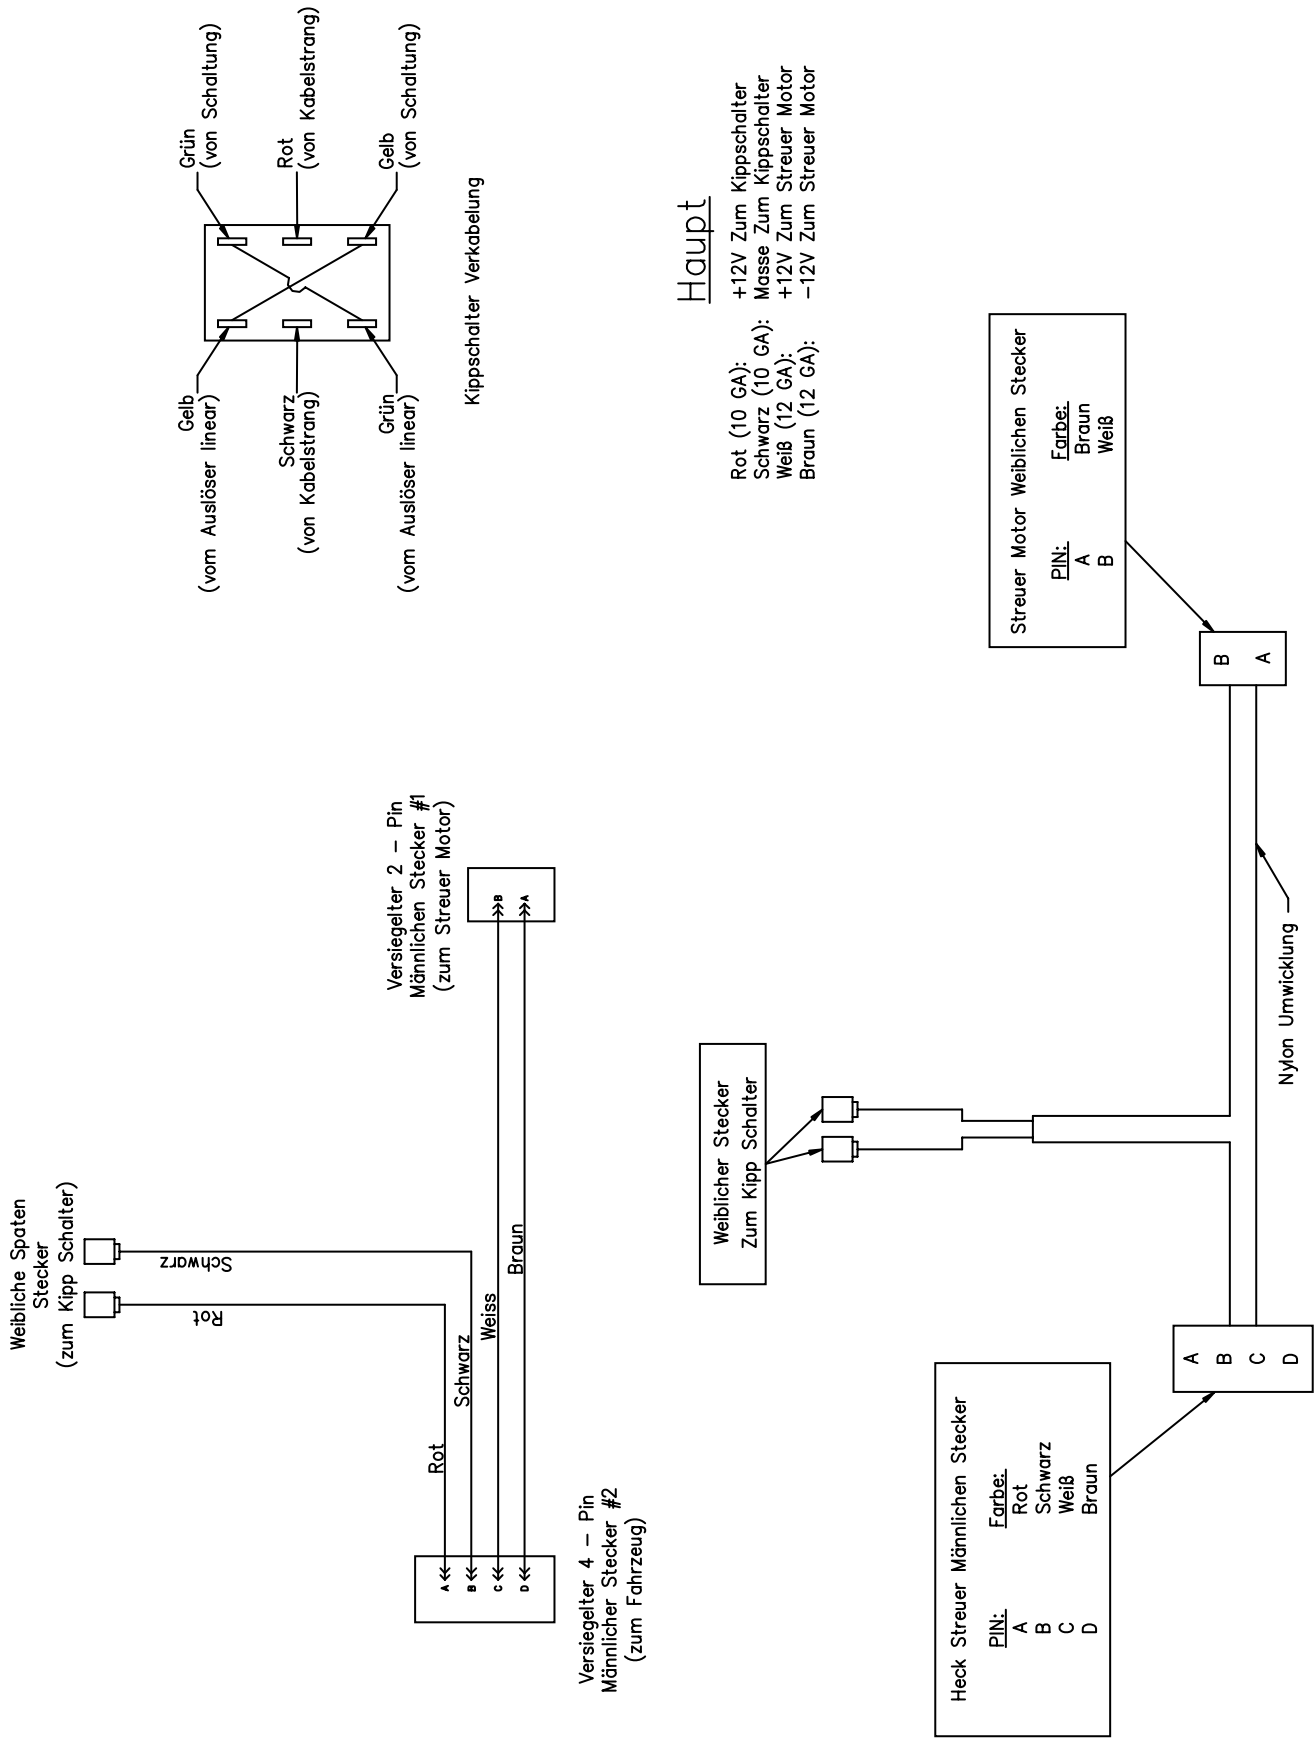 Weibliche Spaten
Stecker
(zum Kipp Schalter)
Rot
Schwarz
Rot
Schwarz
Weiss
Braun
A
B
C
D
B
A
Versiegelter 4 - Pin
Männlicher Stecker #2
(zum Fahrzeug)
Versiegelter 2 - Pin
Männlichen Stecker #1
(zum Streuer Motor)
Gelb
(vom Auslöser linear)
Schwarz
(von Kabelstrang)
Grün
(vom Auslöser linear)
Grün
(von Schaltung)
Rot
(von Kabelstrang)
Gelb
(von Schaltung)
Kippschalter Verkabelung
Haupt
Rot (10 GA): +12V Zum Kippschalter
Schwarz (10 GA): Masse Zum Kippschalter
Weiß (12 GA): +12V Zum Streuer Motor
Braun (12 GA): -12V Zum Streuer Motor
Weiblicher Stecker
Zum Kipp Schalter
Heck Streuer Männlichen Stecker
PIN: Farbe:
A Rot
B Schwarz
C Weiß
D Braun
A
B
C
D
Nylon Umwicklung
Streuer Motor Weiblichen Stecker
PIN: Farbe:
A Braun
B Weiß
B
A